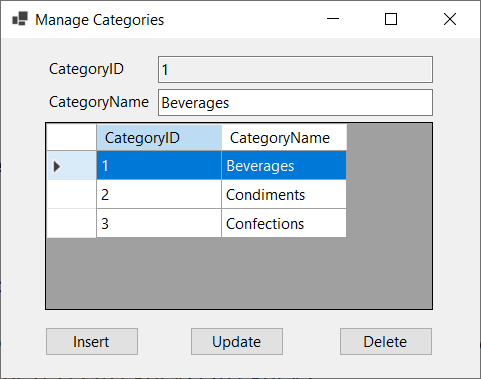 Manage Categories
CategoryID 1
CategoryName Beverages
CategoryID CategoryName
1 Beverages
2 Condiments
3 Confections
Insert Update Delete